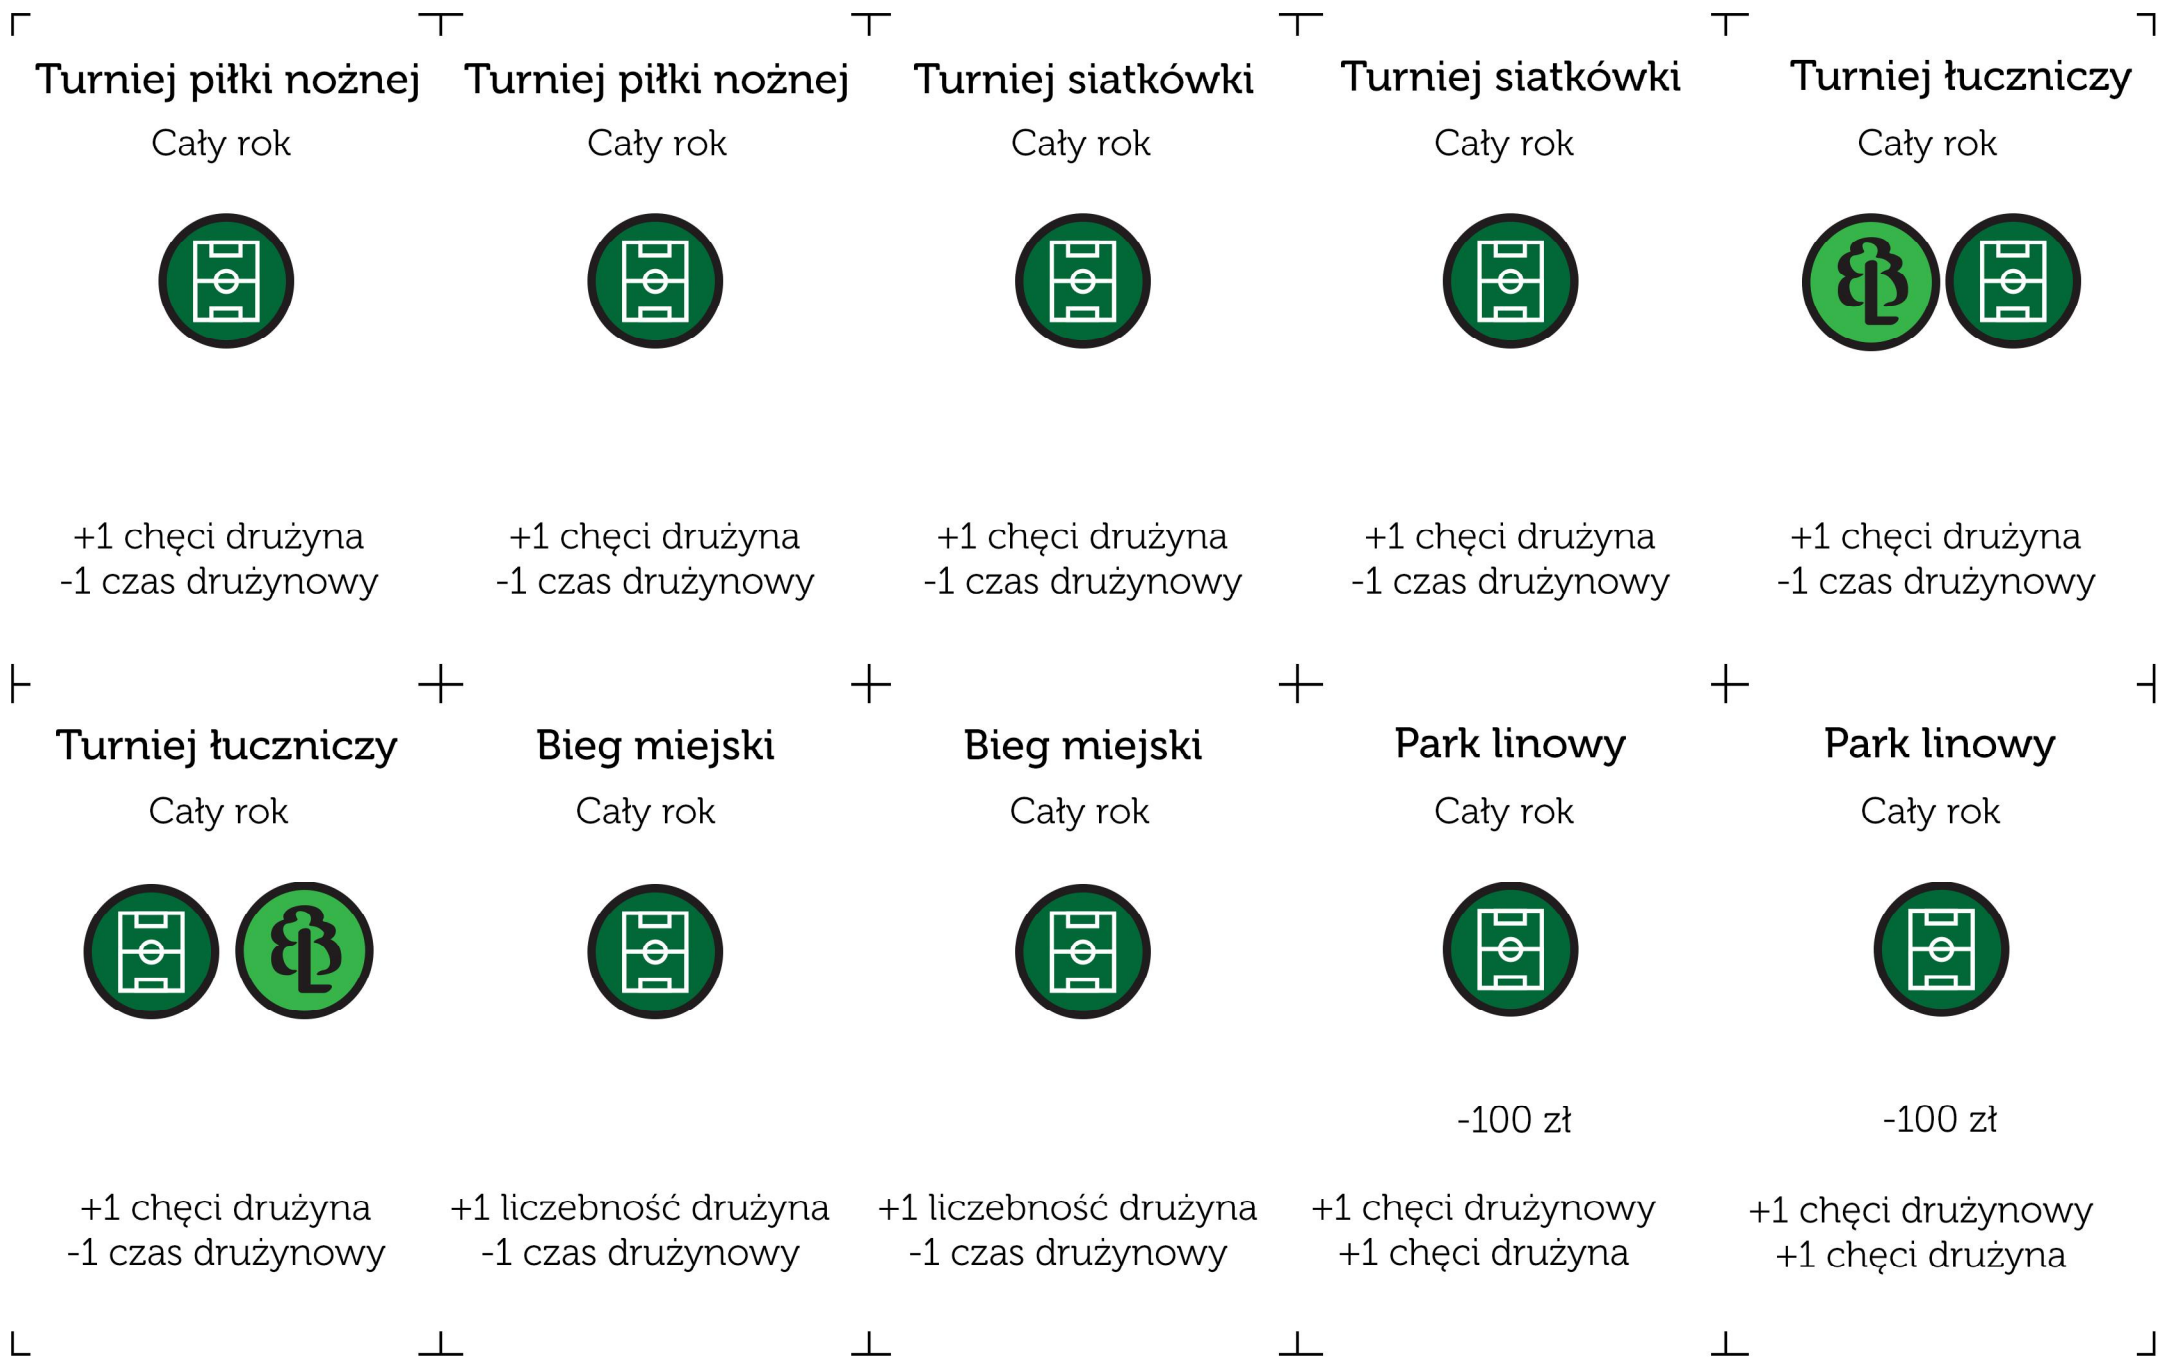 Turniej piłki nożnej
Cały rok
+1 chęci drużyna
-1 czas drużynowy
Turniej piłki nożnej
Cały rok
+1 chęci drużyna
-1 czas drużynowy
Turniej siatkówki
Cały rok
+1 chęci drużyna
-1 czas drużynowy
Turniej siatkówki
Cały rok
+1 chęci drużyna
-1 czas drużynowy
Turniej łuczniczy
Cały rok
+1 chęci drużyna
-1 czas drużynowy
Turniej łuczniczy
Cały rok
+1 chęci drużyna
-1 czas drużynowy
Bieg miejski
Cały rok
+1 liczebność drużyna
-1 czas drużynowy
Bieg miejski
Cały rok
+1 liczebność drużyna
-1 czas drużynowy
Park linowy
Cały rok
-100 zł
+1 chęci drużynowy
+1 chęci drużyna
Park linowy
Cały rok
-100 zł
+1 chęci drużynowy
+1 chęci drużyna